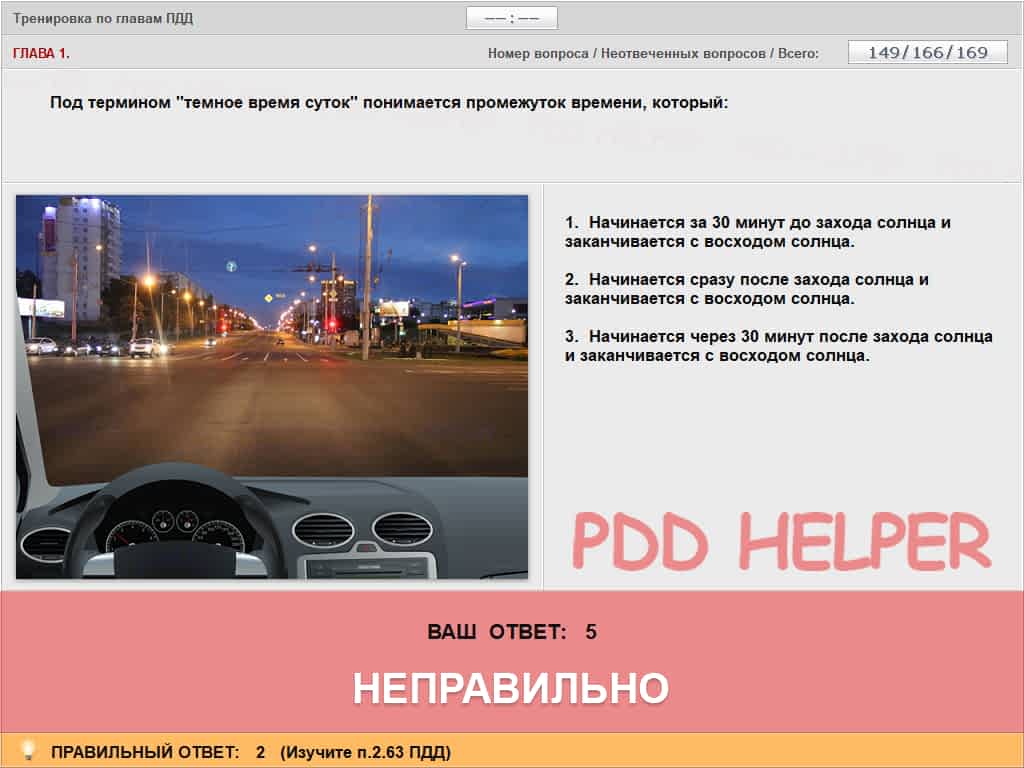 Тренировка по главам ПДД
—— : ——
ГЛАВА 1.
Номер вопроса / Неотвеченных вопросов / Всего:
149/166/169
Под термином "темное время суток" понимается промежуток времени, который:
1. Начинается за 30 минут до захода солнца и
заканчивается с восходом солнца.
2. Начинается сразу после захода солнца и
заканчивается с восходом солнца.
3. Начинается через 30 минут после захода солнца
и заканчивается с восходом солнца.
PDD HELPER
ВАШ ОТВЕТ: 5
НЕПРАВИЛЬНО
ПРАВИЛЬНЫЙ ОТВЕТ: 2 (Изучите п.2.63 ПДД)